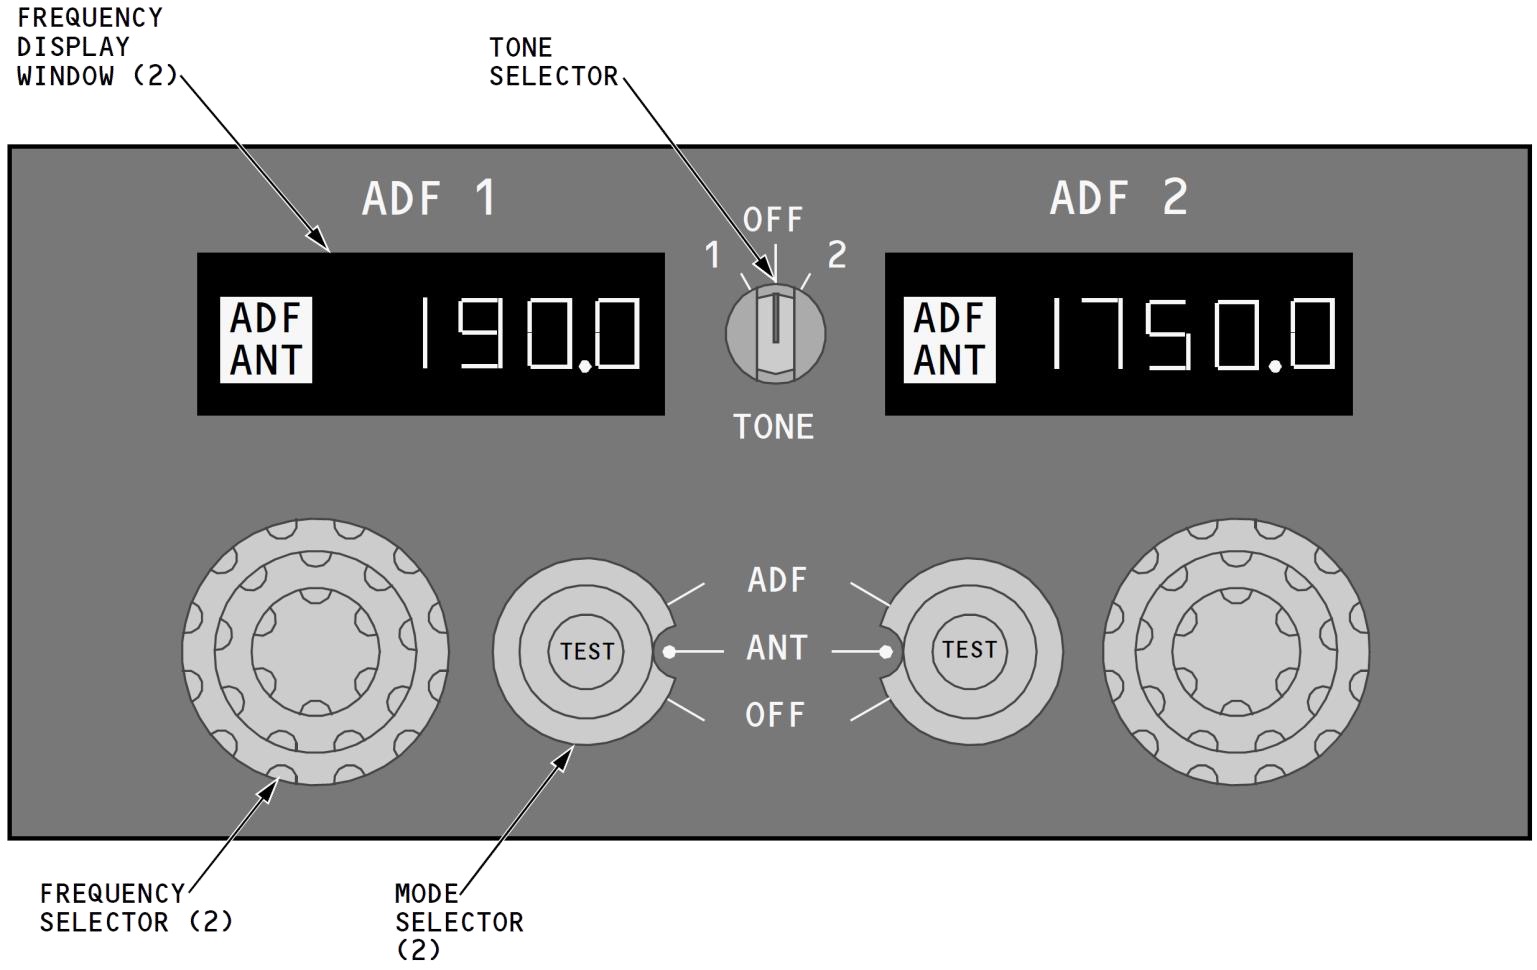 FREQUENCY
DISPLAY
WINDOW (2)
TONE
SELECTOR
ADF 1
ADF 2
OFF
1
2
ADF
ANT
190.0
ADF
ANT
1750.0
TONE
TEST
ADF
ANT
OFF
TEST
FREQUENCY
SELECTOR (2)
MODE
SELECTOR
(2)